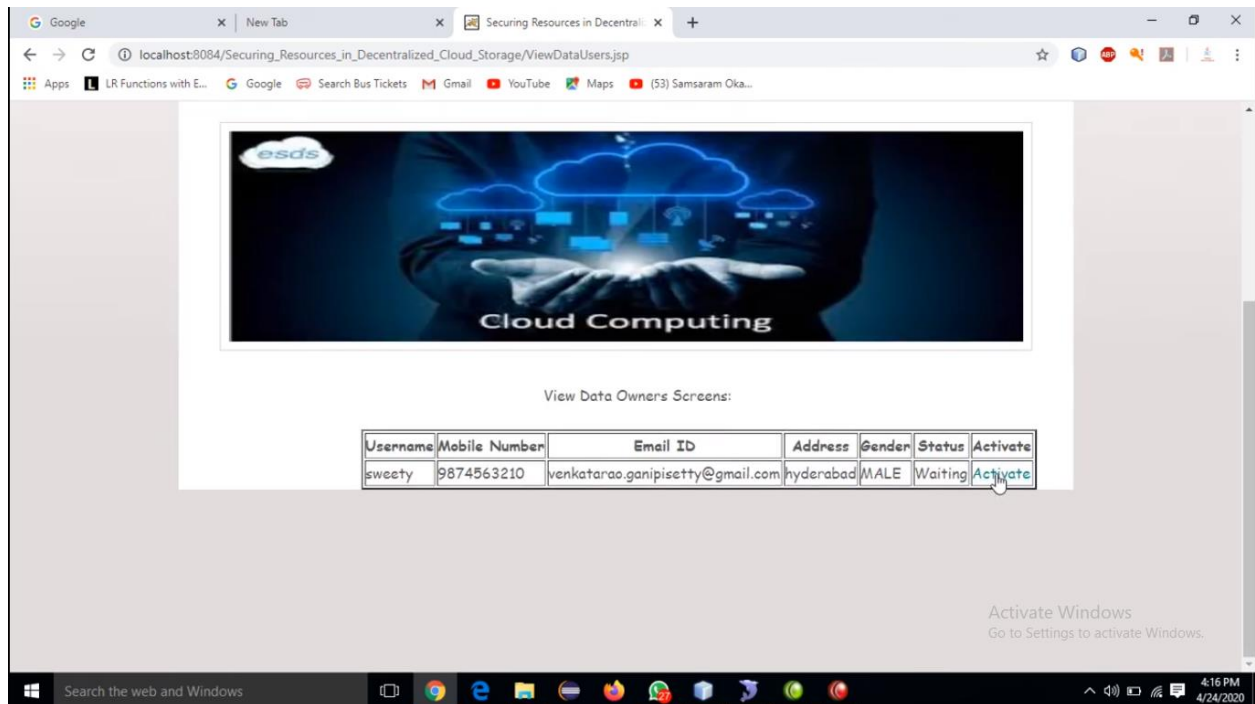 Google
New Tab
Securing Resources in Decentrali
localhost:8084/Securing_Resources_in_Decentralized_Cloud_Storage/ViewDataUsers.jsp
ABP
Apps
L LR Functions with E...
G Google
Search Bus Tickets
M Gmail
YouTube
Maps
(53) Samsaram Oka...
esds
Cloud Computing
View Data Owners Screens:
Username Mobile Number Email ID Address Gender Status Activate
sweety 9874563210 venkatarao.ganipisetty@gmail.com hyderabad MALE Waiting Activate
Activate Windows
Go to Settings to activate Windows.
Search the web and Windows
27
4:16 PM
4/24/2020